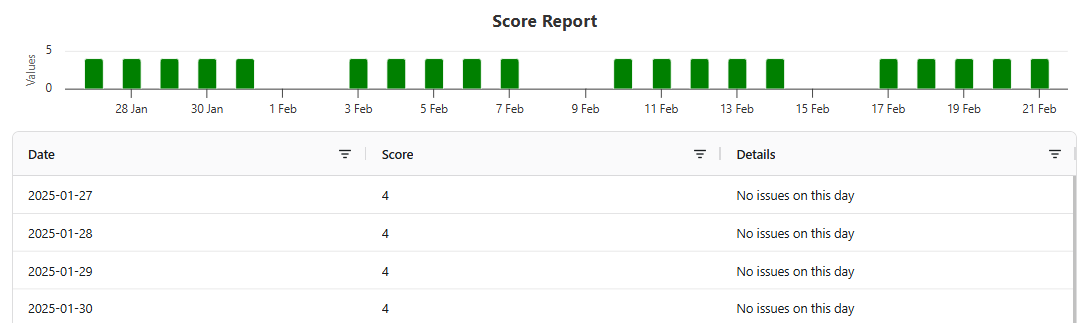 Score Report
Values
5
0
28 Jan 30 Jan 1 Feb 3 Feb 5 Feb 7 Feb 9 Feb 11 Feb 13 Feb 15 Feb 17 Feb 19 Feb 21 Feb
Date Score Details
2025-01-27 4 No issues on this day
2025-01-28 4 No issues on this day
2025-01-29 4 No issues on this day
2025-01-30 4 No issues on this day